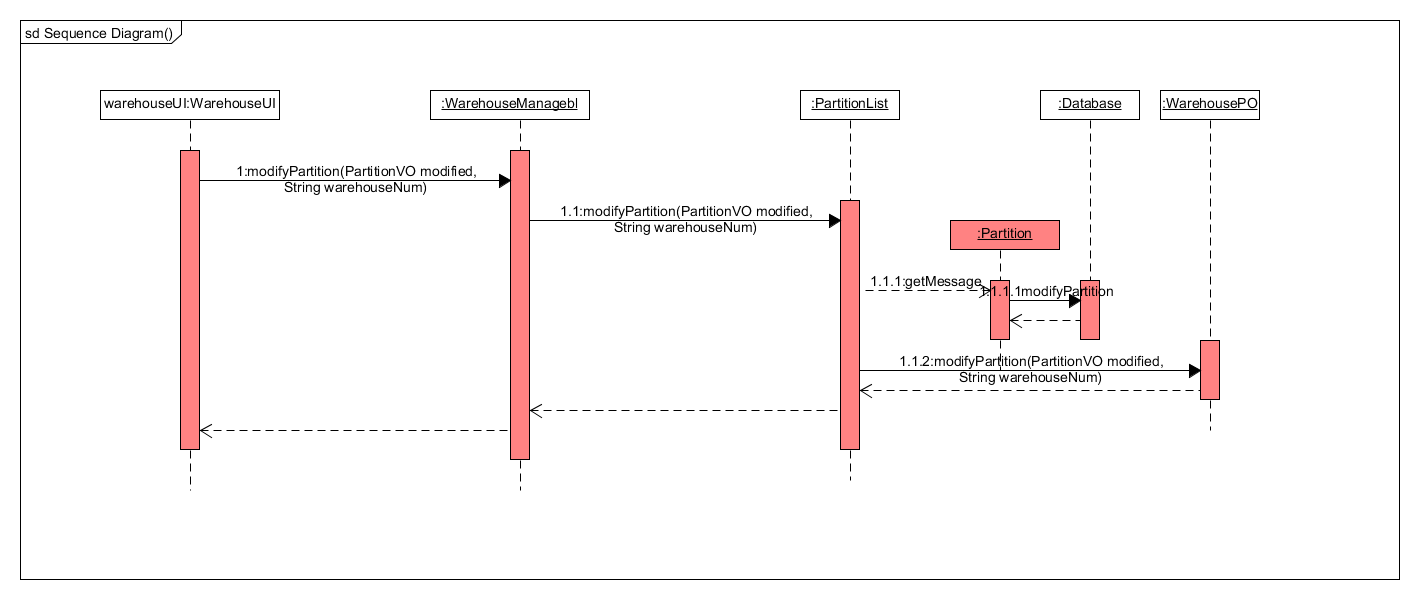 sd Sequence Diagram()
warehouseUI:WarehouseUI
:WarehouseManagebl
:PartitionList
:Database
:WarehousePO
1:modifyPartition(PartitionVO modified,
String warehouseNum)
1.1:modifyPartition(PartitionVO modified,
String warehouseNum)
:Partition
1.1.1:getMessage
1.1.1.1modifyPartition
1.1.2:modifyPartition(PartitionVO modified,
String warehouseNum)